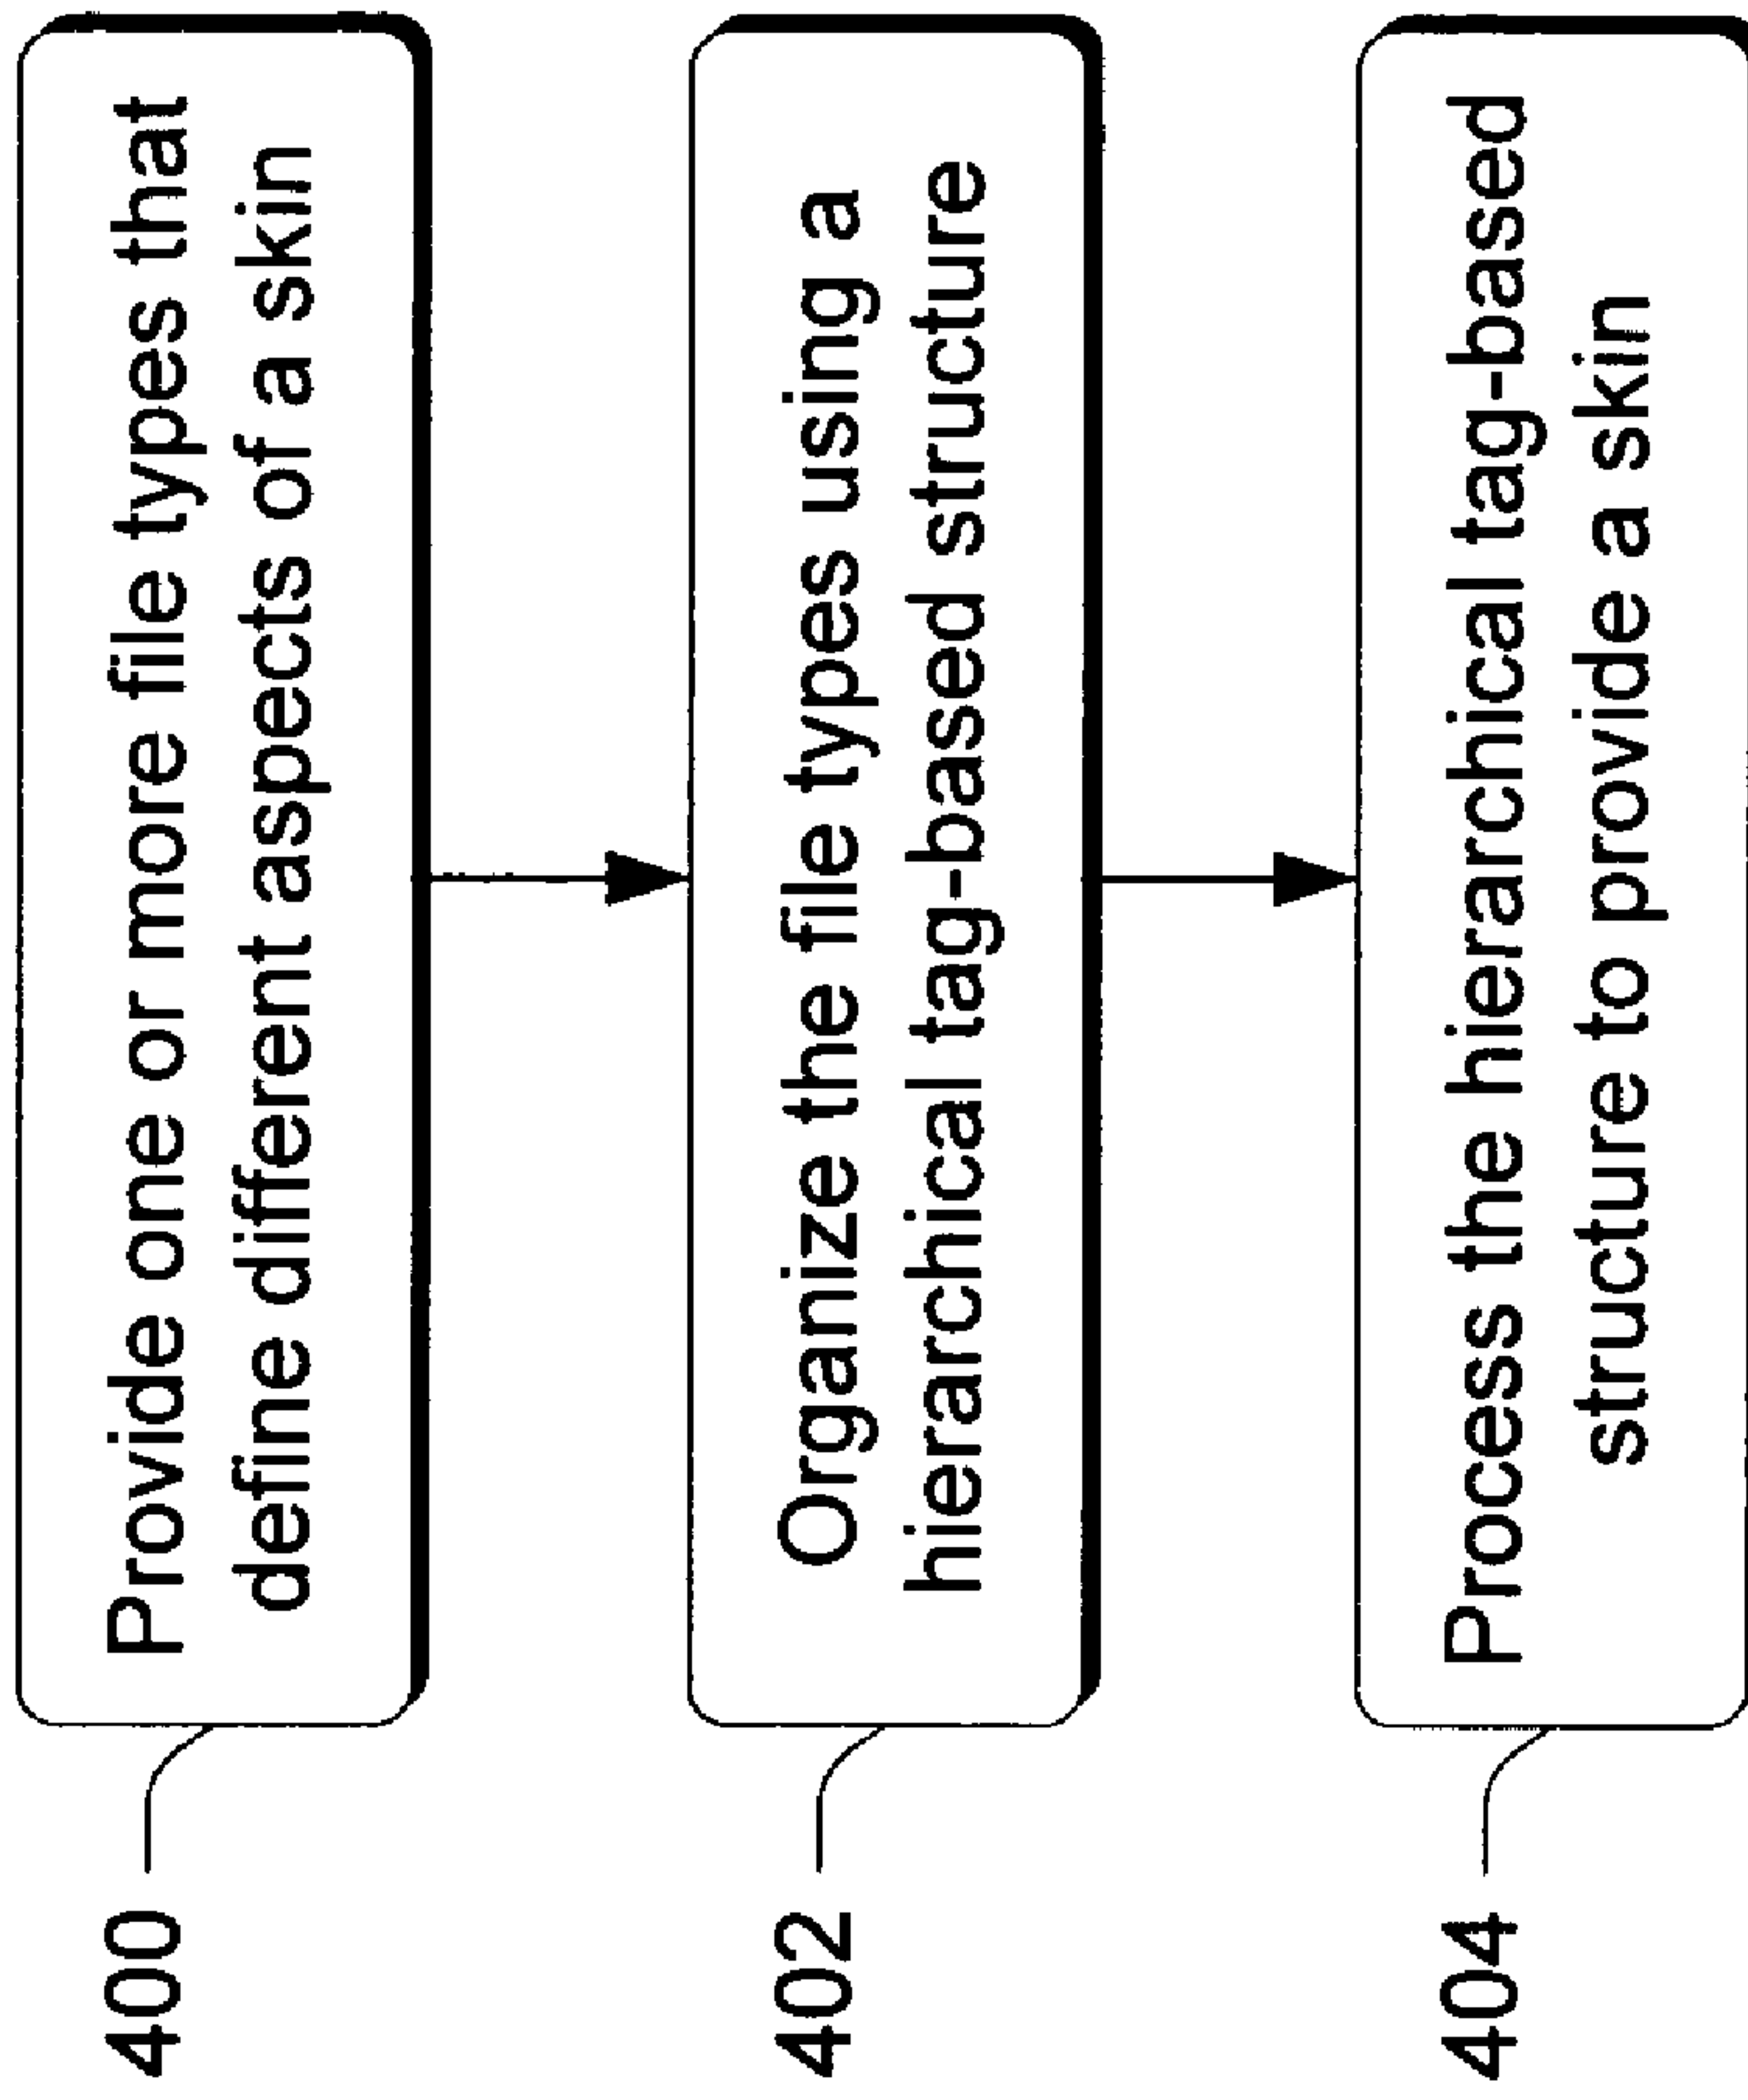 400
Provide one or more file types that
define different aspects of a skin
402
Organize the file types using a
hierarchical tag-based structure
404
Process the hierarchical tag-based
structure to provide a skin